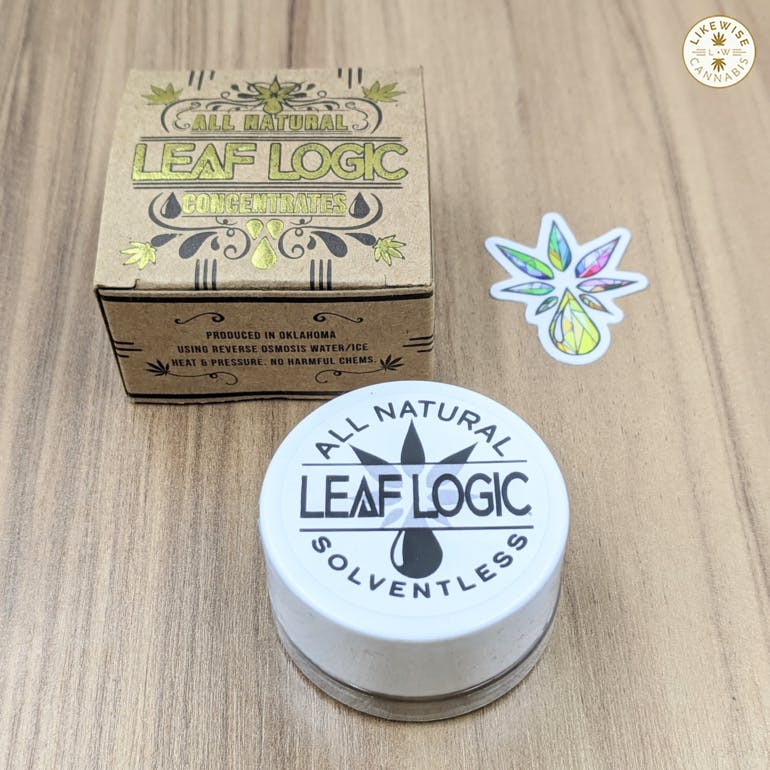 LIKEWISE
L W
CANNABIS
ALL NATURAL
LEAF LOGIC
CONCENTRATES
PRODUCED IN OKLAHOMA
USING REVERSE OSMOSIS WATER/ICE
HEAT & PRESSURE. NO HARMFUL CHEMS.
ALL NATURAL
LEAF LOGIC
SOLVENTLESS